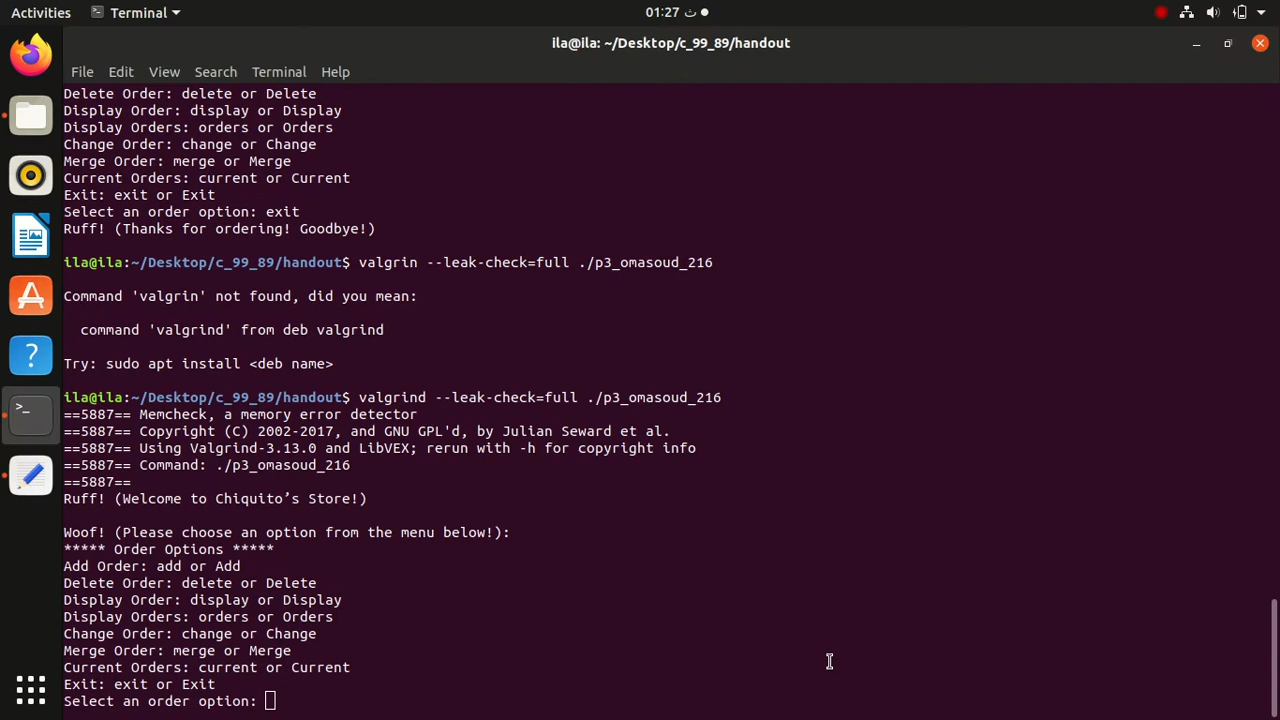 Activities
Terminal
01:27 ث
ila@ila: ~/Desktop/c_99_89/handout
File Edit View Search Terminal Help
Delete Order: delete or Delete
Display Order: display or Display
Display Orders: orders or Orders
Change Order: change or Change
Merge Order: merge or Merge
Current Orders: current or Current
Exit: exit or Exit
Select an order option: exit
Ruff! (Thanks for ordering! Goodbye!)
ila@ila:~/Desktop/c_99_89/handout$ valgrin --leak-check=full ./p3_omasoud_216
Command 'valgrin' not found, did you mean:
command 'valgrind' from deb valgrind
Try: sudo apt install <deb name>
ila@ila:~/Desktop/c_99_89/handout$ valgrind --leak-check=full ./p3_omasoud_216
==5887== Memcheck, a memory error detector
==5887== Copyright (C) 2002-2017, and GNU GPL'd, by Julian Seward et al.
==5887== Using Valgrind-3.13.0 and LibVEX; rerun with -h for copyright info
==5887== Command: ./p3_omasoud_216
==5887==
Ruff! (Welcome to Chiquito’s Store!)
Woof! (Please choose an option from the menu below!):
***** Order Options *****
Add Order: add or Add
Delete Order: delete or Delete
Display Order: display or Display
Display Orders: orders or Orders
Change Order: change or Change
Merge Order: merge or Merge
Current Orders: current or Current
Exit: exit or Exit
Select an order option: